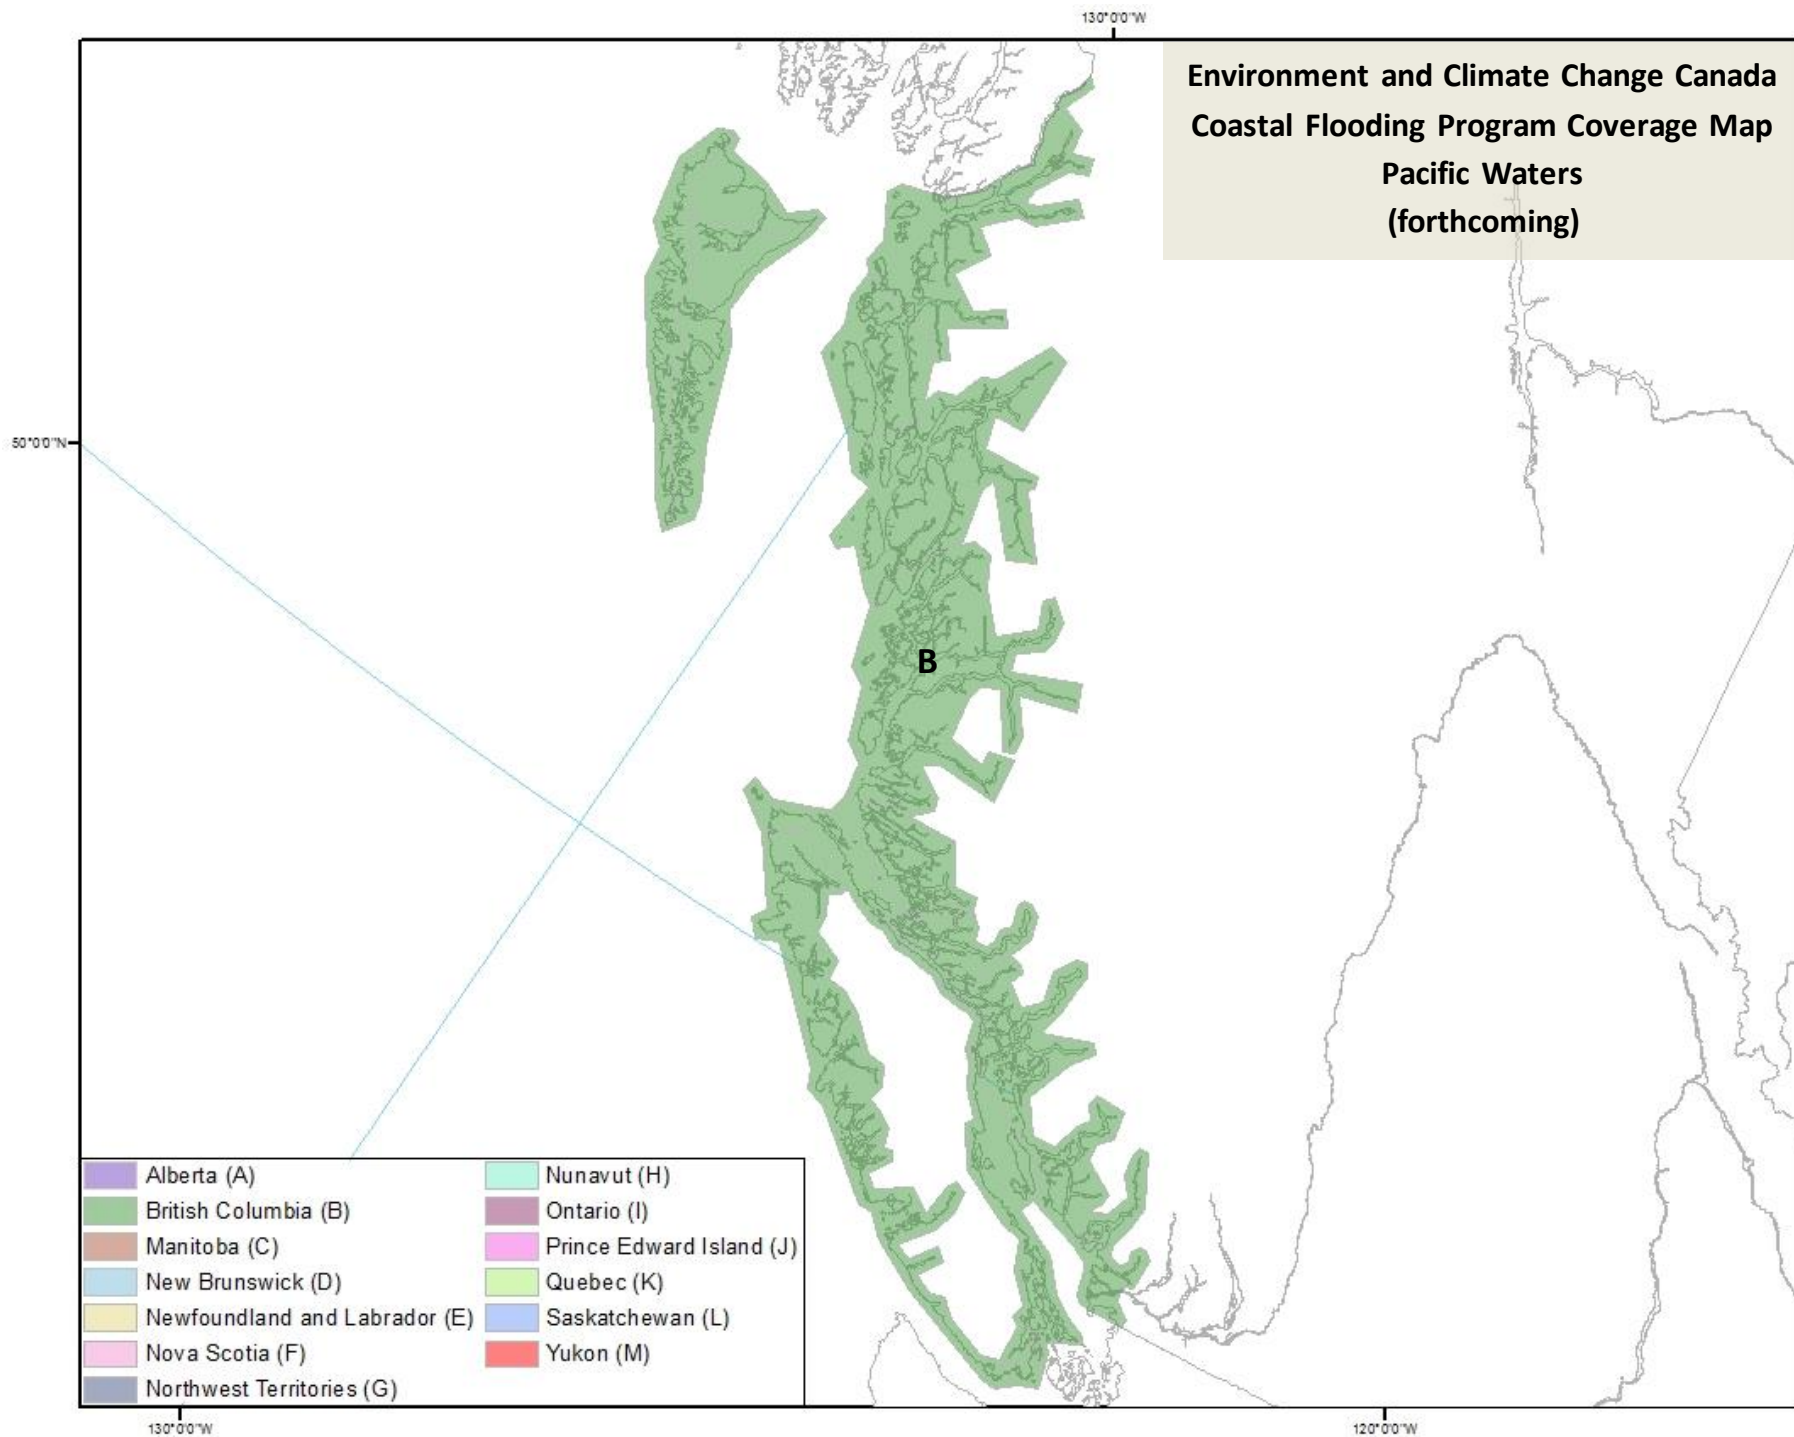 130°0'0"W
Environment and Climate Change Canada
Coastal Flooding Program Coverage Map
Pacific Waters
(forthcoming)
50°0'0"N
B
Alberta (A)
British Columbia (B)
Manitoba (C)
New Brunswick (D)
Newfoundland and Labrador (E)
Nova Scotia (F)
Northwest Territories (G)
Nunavut (H)
Ontario (I)
Prince Edward Island (J)
Quebec (K)
Saskatchewan (L)
Yukon (M)
130°0'0"W
120°0'0"W